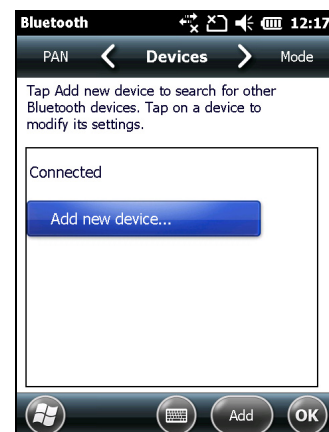 Bluetooth 12:17
PAN Devices Mode
Tap Add new device to search for other
Bluetooth devices. Tap on a device to
modify its settings.
Connected
Add new device...
Add OK